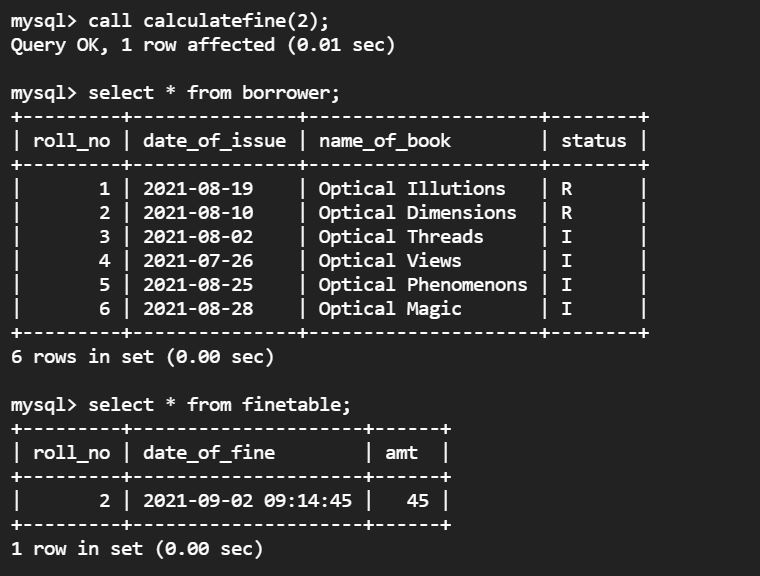 mysql> call calculatefine(2);
Query OK, 1 row affected (0.01 sec)

mysql> select * from borrower;
+---------+---------------+---------------------+--------+
| roll_no | date_of_issue | name_of_book        | status |
+---------+---------------+---------------------+--------+
|       1 | 2021-08-19    | Optical Illutions   | R      |
|       2 | 2021-08-10    | Optical Dimensions  | R      |
|       3 | 2021-08-02    | Optical Threads     | I      |
|       4 | 2021-07-26    | Optical Views       | I      |
|       5 | 2021-08-25    | Optical Phenomenons | I      |
|       6 | 2021-08-28    | Optical Magic       | I      |
+---------+---------------+---------------------+--------+
6 rows in set (0.00 sec)

mysql> select * from finetable;
+---------+---------------------+------+
| roll_no | date_of_fine        | amt  |
+---------+---------------------+------+
|       2 | 2021-09-02 09:14:45 |   45 |
+---------+---------------------+------+
1 row in set (0.00 sec)